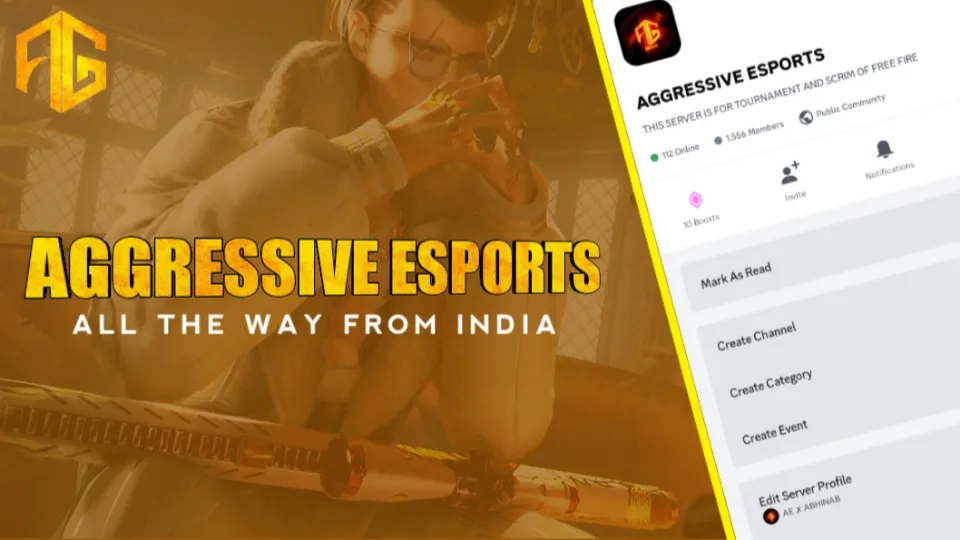 AG
AGGRESSIVE ESPORTS
ALL THE WAY FROM INDIA
AGGRESSIVE ESPORTS
THIS SERVER IS FOR TOURNAMENT AND SCRIM OF FREE FIRE
112 Online 1,556 Members Public Community
10 Boosts Invite Notifications
Mark As Read
Create Channel
Create Category
Create Event
Edit Server Profile
AE X ABHINAB